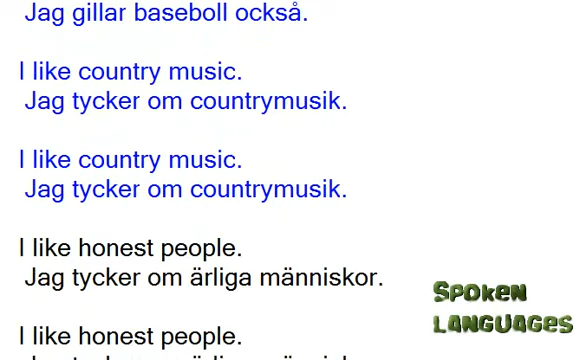 Jag gillar baseboll också.
I like country music.
Jag tycker om countrymusik.
I like country music.
Jag tycker om countrymusik.
I like honest people.
Jag tycker om ärliga människor.
I like honest people.
Spoken
Languages